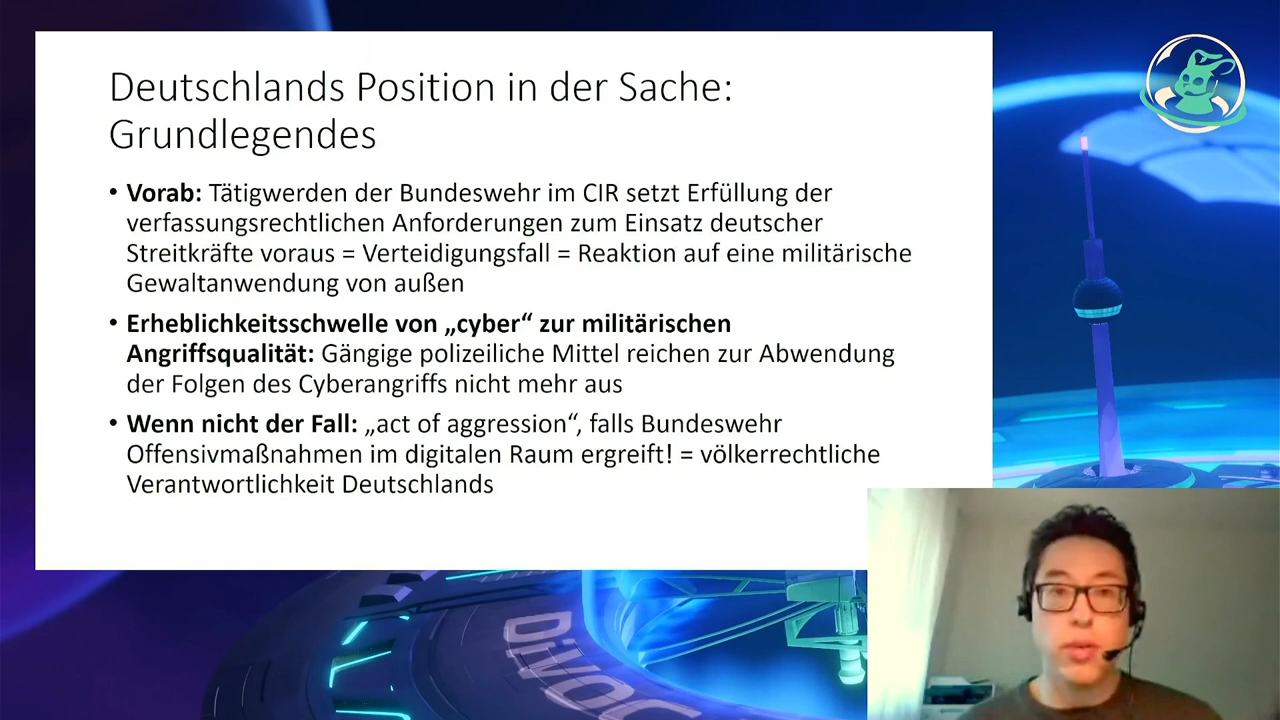 Deutschlands Position in der Sache:
Grundlegendes
• Vorab: Tätigwerden der Bundeswehr im CIR setzt Erfüllung der
verfassungsrechtlichen Anforderungen zum Einsatz deutscher
Streitkräfte voraus = Verteidigungsfall = Reaktion auf eine militärische
Gewaltanwendung von außen
• Erheblichkeitsschwelle von „cyber“ zur militärischen
Angriffsqualität: Gängige polizeiliche Mittel reichen zur Abwendung
der Folgen des Cyberangriffs nicht mehr aus
• Wenn nicht der Fall: „act of aggression“, falls Bundeswehr
Offensivmaßnahmen im digitalen Raum ergreift! = völkerrechtliche
Verantwortlichkeit Deutschlands
DiVOC